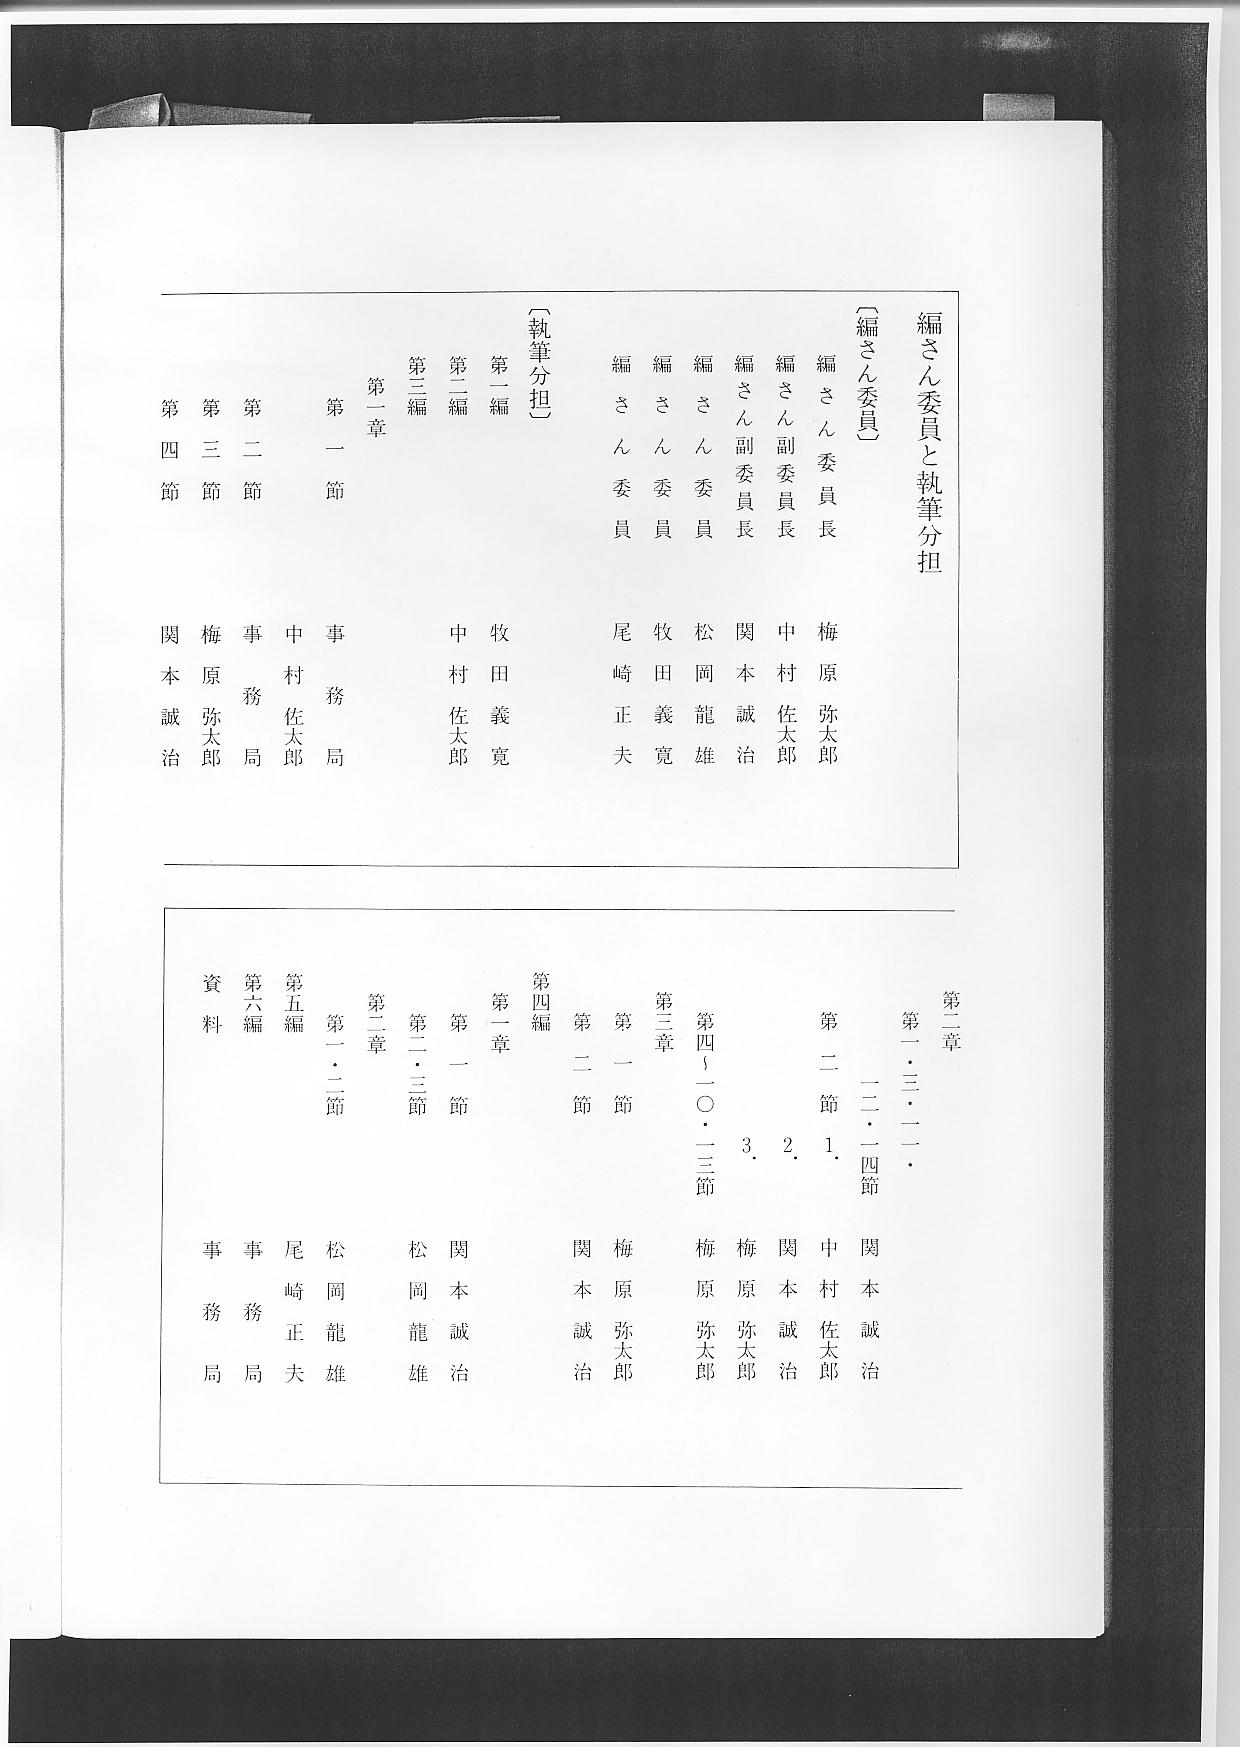 編さん委員と執筆分担
〔編さん委員〕
編さん委員長 梅原弥太郎
編さん副委員長 中村佐太郎
編さん副委員長 関本誠治
編さん委員 松岡龍雄
編さん委員 牧田義寛
編さん委員 尾崎正夫
〔執筆分担〕
第一編 牧田義寛
第二編 中村佐太郎
第三編
第一章
第一節 事務局
中村佐太郎
第二節 事務局
第三節 梅原弥太郎
第四節 関本誠治
第二章
第一・三・一一・
一二・一四節 関本誠治
第二節 1. 中村佐太郎
2. 関本誠治
3. 梅原弥太郎
第四~一〇・一三節 梅原弥太郎
第三章
第一節 梅原弥太郎
第二節 関本誠治
第四編
第一章
第一節 関本誠治
第二・三節 松岡龍雄
第二章
第一・二節 松岡龍雄
第五編 尾崎正夫
第六編 事務局
資料 事務局